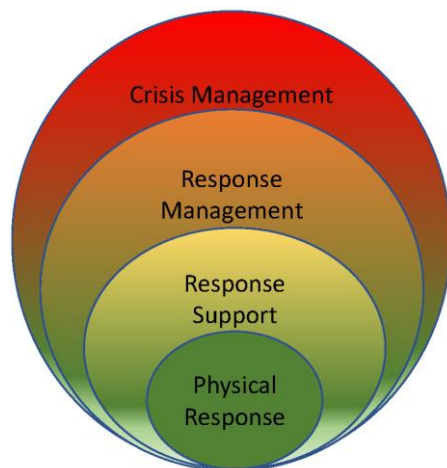 Crisis Management
Response
Management
Response
Support
Physical
Response